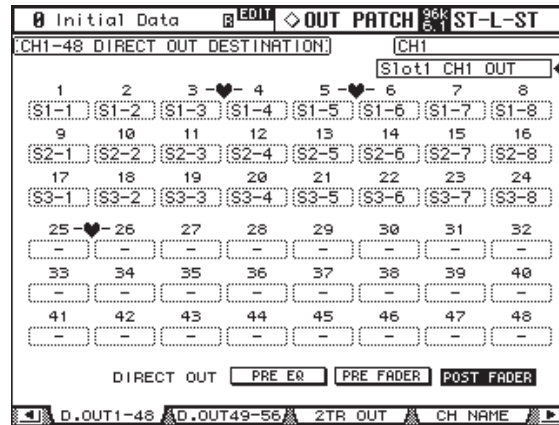 0 Initial Data R EDIT ◇OUT PATCH 96k 6.1 ST-L-ST
CH1-48 DIRECT OUT DESTINATION CH1
Slot1 CH1 OUT
1 2 3 -♥- 4 5 -♥- 6 7 8
S1-1 S1-2 S1-3 S1-4 S1-5 S1-6 S1-7 S1-8
9 10 11 12 13 14 15 16
S2-1 S2-2 S2-3 S2-4 S2-5 S2-6 S2-7 S2-8
17 18 19 20 21 22 23 24
S3-1 S3-2 S3-3 S3-4 S3-5 S3-6 S3-7 S3-8
25 -♥- 26 27 28 29 30 31 32
- - - - - - - -
33 34 35 36 37 38 39 40
- - - - - - - -
41 42 43 44 45 46 47 48
- - - - - - - -
DIRECT OUT PRE EQ PRE FADER POST FADER
D.OUT1-48 D.OUT49-56 2TR OUT CH NAME